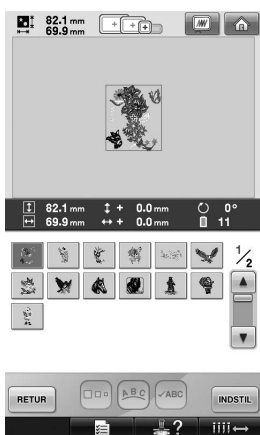 82.1 mm
69.9 mm
82.1 mm + 0.0 mm 0°
69.9 mm + 0.0 mm 11
1/2
RETUR ABC ✓ABC INDSTIL
?